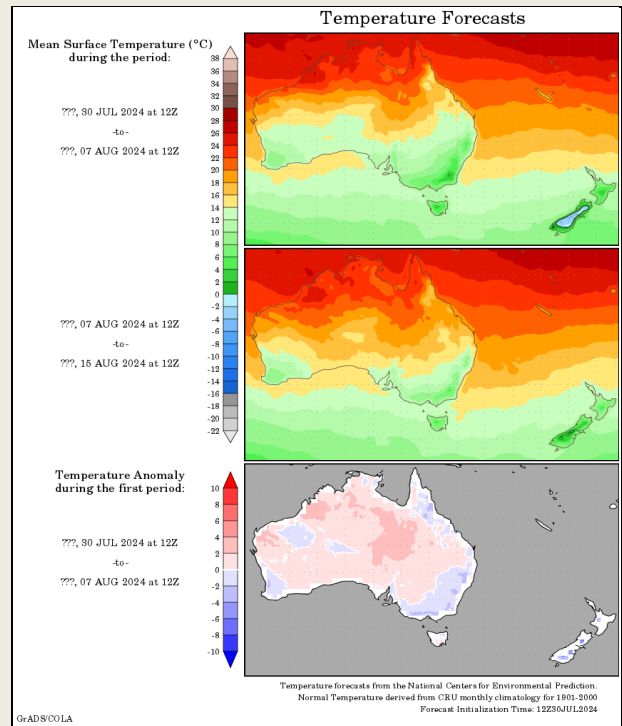 Temperature Forecasts
Mean Surface Temperature (°C)
during the period:
???, 30 JUL 2024 at 12Z
-to-
???, 07 AUG 2024 at 12Z
38
36
34
32
30
28
26
24
22
20
18
16
14
12
10
8
6
4
2
0
-2
-4
-6
-8
-10
-12
-14
-16
-18
-20
-22
???, 07 AUG 2024 at 12Z
-to-
???, 15 AUG 2024 at 12Z
Temperature Anomaly
during the first period:
???, 30 JUL 2024 at 12Z
-to-
???, 07 AUG 2024 at 12Z
10
8
6
4
2
0
-2
-4
-6
-8
-10
Temperature forecasts from the National Centers for Environmental Prediction.
Normal Temperature derived from CRU monthly climatology for 1901-2000
Forecast Initialization Time: 12Z30JUL2024
GrADS/COLA